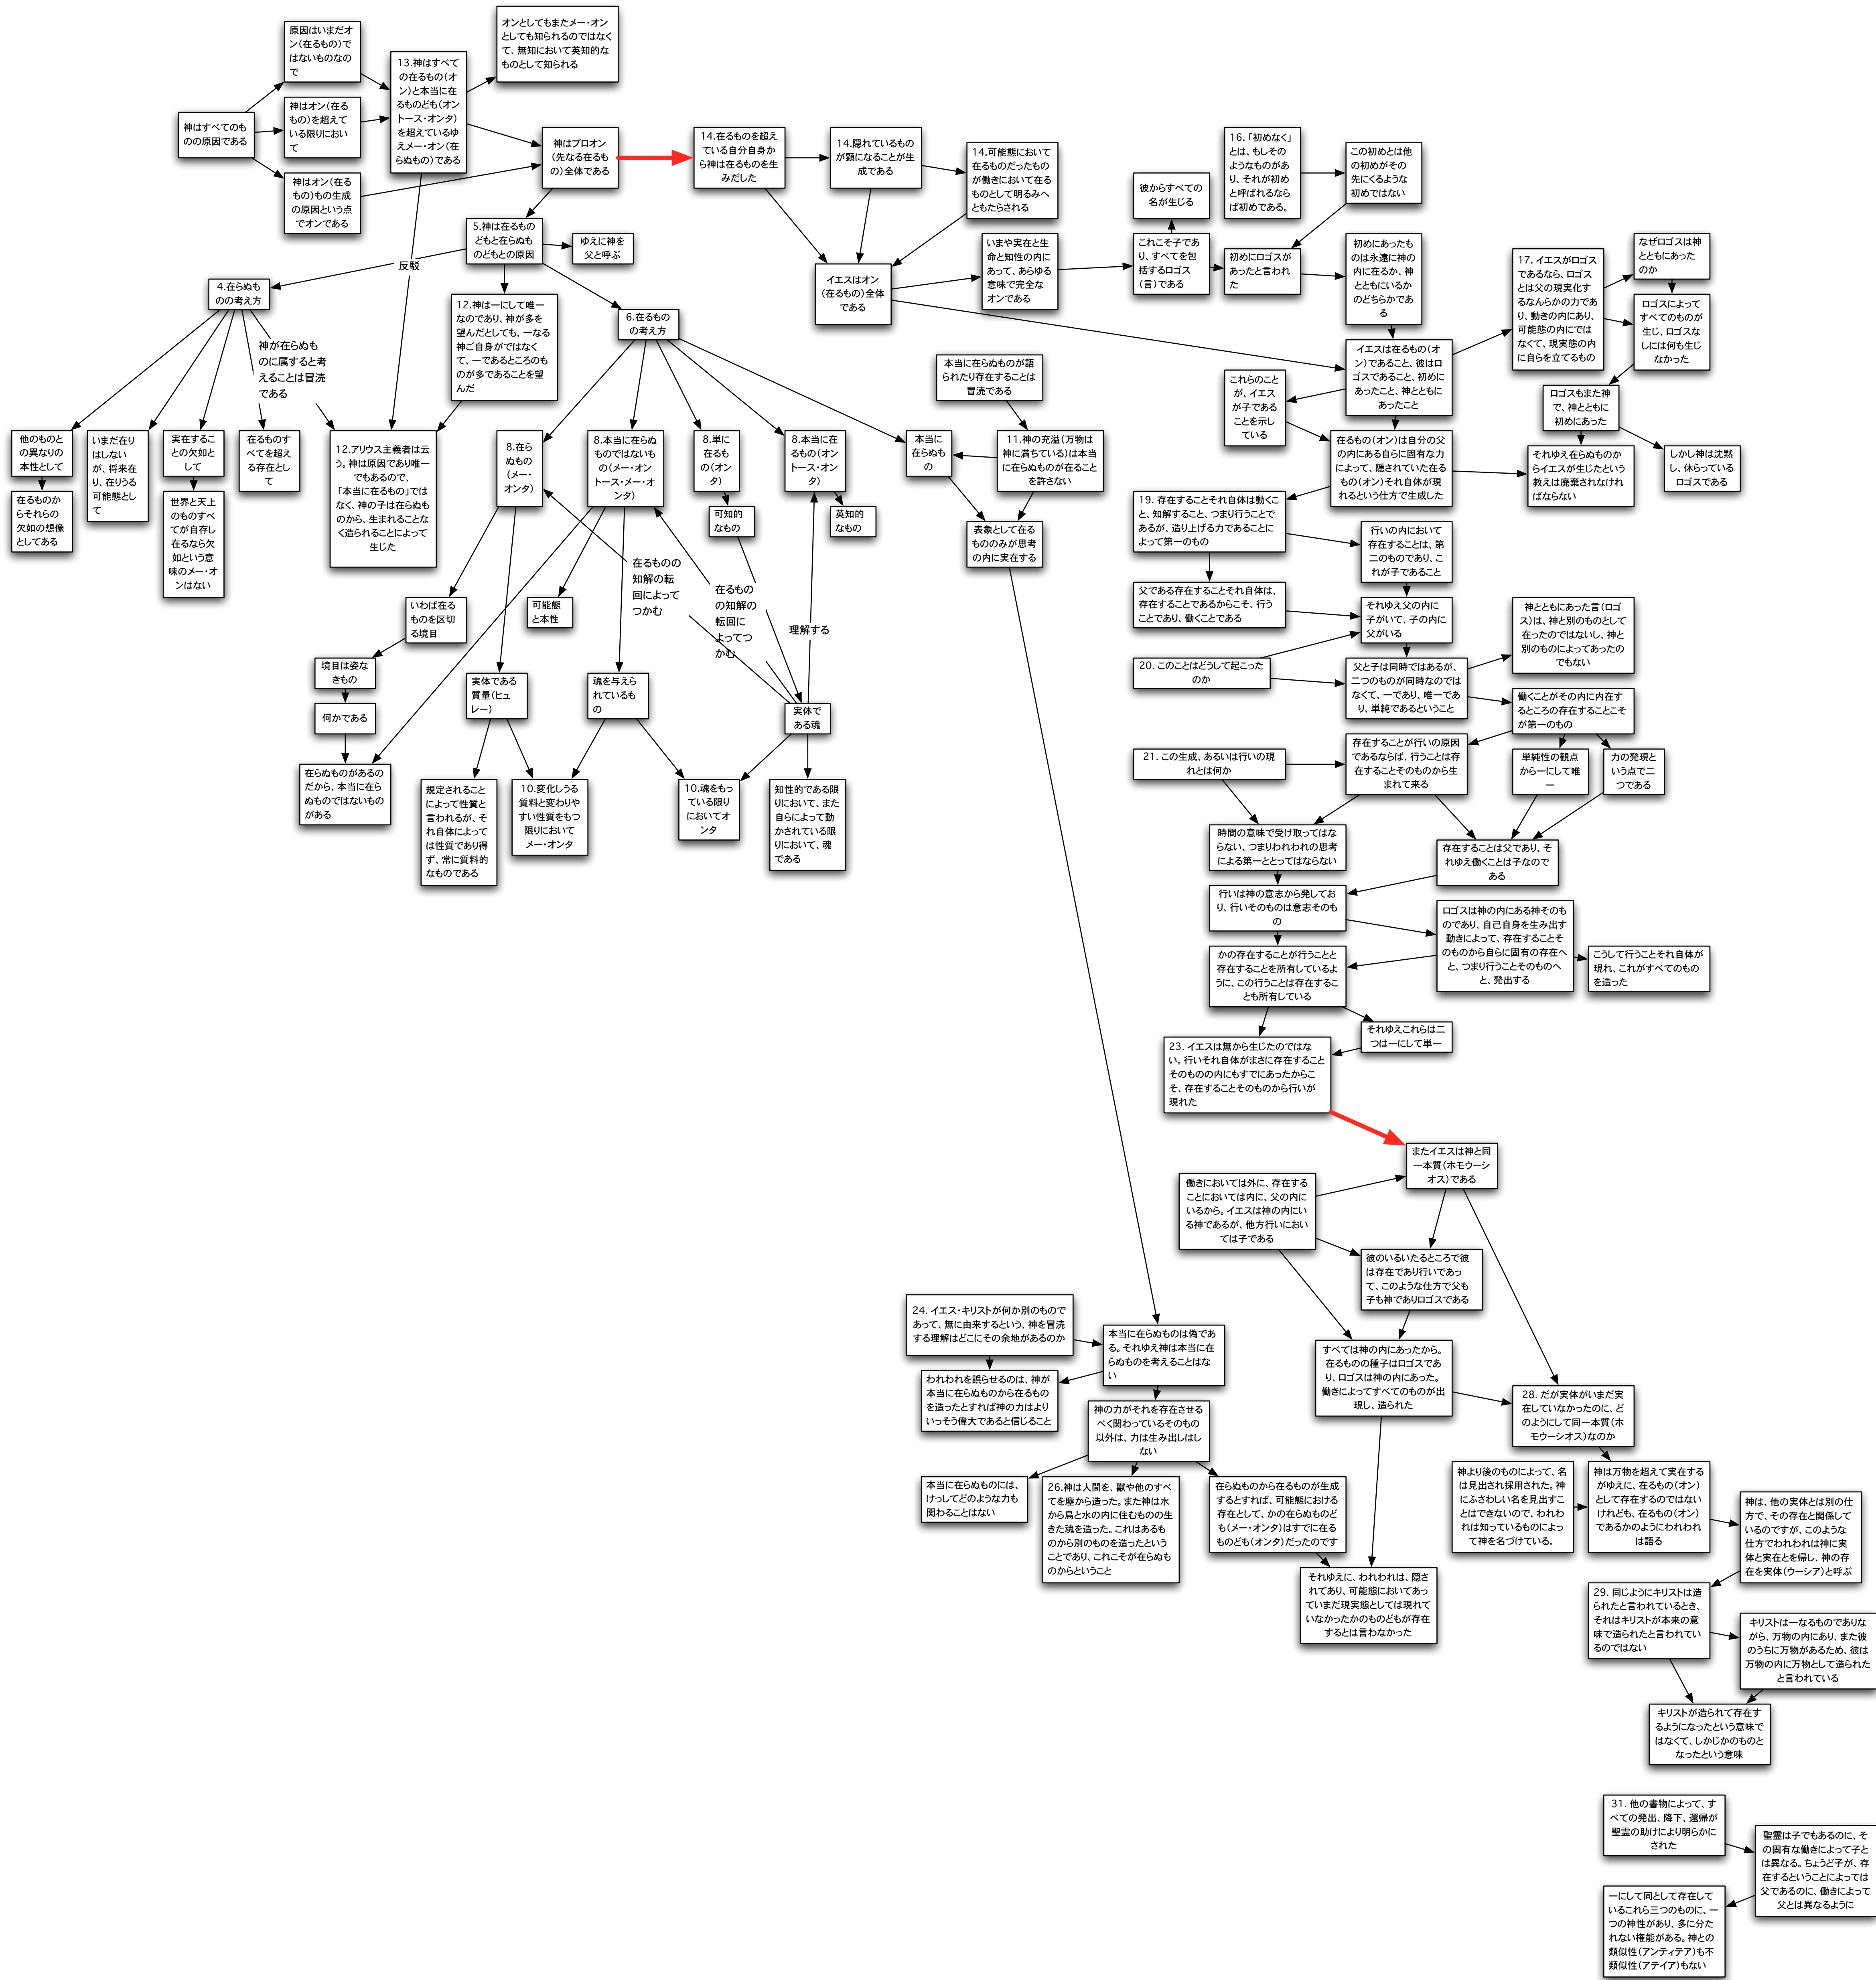 オンとしてもまたメー・オン
としても知られるのではなく
て、無知において英知的な
ものとして知られる
原因はいまだオ
ン（在るもの）で
はないものなの
で
13.神はすべて
の在るもの（オ
ン）と本当に在
るものども（オン
トース・オンタ）
を超えているゆ
えメー・オン（在
らぬもの）である
神はオン（在る
もの）を超えて
いる限りにおい
て
神はすべてのも
のの原因である
神はオン（在る
もの）もの生成
の原因という点
でオンである
神はプロオン
（先なる在るも
の）全体である
14.在るものを超え
ている自分自身か
ら神は在るものを生
みだした
14.隠れているもの
が顕になることが生
成である
14.可能態において
在るものだったもの
が働きにおいて在る
ものとして明るみへ
ともたらされる
16.「初めなく」
とは、もしその
ようなものがあ
り、それが初め
と呼ばれるなら
ば初めである。
この初めとは他
の初めがその
先にくるような
初めではない
彼からすべての
名が生じる
5.神は在るもの
どもと在らぬも
のどもとの原因
ゆえに神を
父と呼ぶ
反駁
イエスはオン
（在るもの）全体
である
いまや実在と生
命と知性の内に
あって、あらゆる
意味で完全な
オンである
これこそ子であ
り、すべてを包
括するロゴス
（言）である
初めにロゴスが
あったと言われ
た
初めにあったも
のは永遠に神の
内に在るか、神
とともにいるか
のどちらかであ
る
17. イエスがロゴス
であるなら、ロゴス
とは父の現実化す
るなんらかの力であ
り、動きの内にあり、
可能態の内にでは
なくて、現実態の内
に自らを立てるもの
なぜロゴスは神
とともにあった
のか
ロゴスによって
すべてのものが
生じ、ロゴスな
しには何も生じ
なかった
4.在らぬも
のの考え方
12.神は一にして唯一
なのであり、神が多を
望んだとしても、一なる
神ご自身がではなく
て、一であるところのも
のが多であることを望
んだ
6.在るもの
の考え方
神が在らぬも
のに属すると考
えることは冒涜
である
本当に在らぬものが語
られたり存在することは
冒涜である
イエスは在るもの（オ
ン）であること、彼はロ
ゴスであること、初めに
あったこと、神とともに
あったこと
これらのこと
が、イエス
が子である
ことを示し
ている
ロゴスもまた神
で、神とともに
初めにあった
他のものと
の異なりの
本性として
いまだ在り
はしない
が、将来在
り、在りうる
可能態とし
て
実在するこ
との欠如と
して
在るものす
べてを超え
る存在とし
て
12.アリウス主義者は云
う。神は原因であり唯一
でもあるので、
「本当に在るもの」では
なく、神の子は在らぬも
のから、生まれることな
く造られることによって
生じた
8.在ら
ぬもの
（メー・
オンタ）
8.本当に在らぬ
ものではないも
の（メー・オン
トース・メー・オ
ンタ）
8.単に
在るも
の（オン
タ）
8.本当に在
るもの（オン
トース・オン
タ）
本当に
在らぬも
の
11.神の充溢（万物は
神に満ちている）は本当
に在らぬものが在ること
を許さない
在るもの（オン）は自分の父
の内にある自らに固有な力
によって、隠されていた在る
もの（オン）それ自体が現
れるという仕方で生成した
それゆえ在らぬものか
らイエスが生じたという
教えは廃棄されなけれ
ばならない
しかし神は沈黙
し、休らっている
ロゴスである
在るものか
らそれらの
欠如の想像
としてある
世界と天上
のものすべ
てが自存し
在るなら欠
如という意
味のメー・オ
ンはない
可知的
なもの
英知的
なもの
表象として在る
もののみが思考
の内に実在する
19. 存在することそれ自体は動くこ
と、知解すること、つまり行うことで
あるが、造り上げる力であることに
よって第一のもの
行いの内において
存在することは、第
二のものであり、こ
れが子であること
在るものの
知解の転
回によって
つかむ
在るもの
の知解の
転回に
よってつ
かむ
理解する
いわば在る
ものを区切
る境目
可能態
と本性
父である存在することそれ自体は、
存在することであるからこそ、行う
ことであり、働くことである
それゆえ父の内に
子がいて、子の内に
父がいる
神とともにあった言（ロゴ
ス）は、神と別のものとして
在ったのではないし、神と
別のものによってあったの
でもない
境目は姿な
きもの
実体である
質量（ヒュ
レー）
魂を与えら
れているも
の
20. このことはどうして起こった
のか
父と子は同時ではあるが、
二つのものが同時なのでは
なくて、一であり、唯一であ
り、単純であるということ
働くことがその内に内在す
るところの存在することこそ
が第一のもの
何かである
実体で
ある魂
21. この生成、あるいは行いの現
れとは何か
存在することが行いの原因
であるならば、行うことは存
在することそのものから生
まれて来る
単純性の観点
から一にして唯
一
力の発現と
いう点で二
つである
在らぬものがあるの
だから、本当に在ら
ぬものではないもの
がある
規定されること
によって性質と
言われるが、そ
れ自体によって
は性質であり得
ず、常に質料的
なものである
10.変化しうる
質料と変わりや
すい性質をもつ
限りにおいて
メー・オンタ
10.魂をもっ
ている限り
においてオ
ンタ
知性的である限
りにおいて、また
自らによって動
かされている限
りにおいて、魂
である
時間の意味で受け取ってはな
らない、つまりわれわれの思考
による第一ととってはならない
存在することは父であり、そ
れゆえ働くことは子なので
ある
行いは神の意志から発してお
り、行いそのものは意志そのも
の
ロゴスは神の内にある神そのも
のであり、自己自身を生み出す
動きによって、存在することそ
のものから自らに固有の存在へ
と、つまり行うことそのものへ
と、発出する
こうして行うことそれ自体が
現れ、これがすべてのもの
を造った
かの存在することが行うことと
存在することを所有しているよ
うに、この行うことは存在するこ
とも所有している
それゆえこれらは二
つは一にして単一
23. イエスは無から生じたのではな
い。行いそれ自体がまさに存在すること
そのものの内にもすでにあったからこ
そ、存在することそのものから行いが
現れた
またイエスは神と同
一本質（ホモウーシ
オス）である
働きにおいては外に、存在する
ことにおいては内に、父の内に
いるから。イエスは神の内にい
る神であるが、他方行いにおい
ては子である
彼のいるいたるところで彼
は存在であり行いであっ
て、このような仕方で父も
子も神でありロゴスである
24. イエス・キリストが何か別のもので
あって、無に由来するという、神を冒涜
する理解はどこにその余地があるのか
本当に在らぬものは偽であ
る。それゆえ神は本当に在
らぬものを考えることはな
い
すべては神の内にあったから。
在るものの種子はロゴスであ
り、ロゴスは神の内にあった。
働きによってすべてのものが出
現し、造られた
われわれを誤らせるのは、神が
本当に在らぬものから在るもの
を造ったとすれば神の力はより
いっそう偉大であると信じること
神の力がそれを存在させる
べく関わっているそのもの
以外は、力は生み出しはし
ない
28. だが実体がいまだ実
在していなかったのに、ど
のようにして同一本質（ホ
モウーシオス）なのか
本当に在らぬものには、
けっしてどのような力も
関わることはない
26.神は人間を、獣や他のすべ
てを塵から造った。また神は水
から鳥と水の内に住むものの生
きた魂を造った。これはあるも
のから別のものを造ったという
ことであり、これこそが在らぬも
のからということ
在らぬものから在るものが生成
するとすれば、可能態における
存在として、かの在らぬものど
も（メー・オンタ）はすでに在る
ものども（オンタ）だったのです
神より後のものによって、名
は見出され採用された。神
にふさわしい名を見出すこ
とはできないので、われわ
れは知っているものによっ
て神を名づけている。
神は万物を超えて実在する
がゆえに、在るもの（オン）
として存在するのではない
けれども、在るもの（オン）
であるかのようにわれわれ
は語る
神は、他の実体とは別の仕
方で、その存在と関係して
いるのですが、このような
仕方でわれわれは神に実
体と実在とを帰し、神の存
在を実体（ウーシア）と呼ぶ
それゆえに、われわれは、隠さ
れてあり、可能態においてあっ
ていまだ現実態としては現れて
いなかったかのものどもが存在
するとは言わなかった
29. 同じようにキリストは造
られたと言われているとき、
それはキリストが本来の意
味で造られたと言われてい
るのではない
キリストは一なるものでありな
がら、万物の内にあり、また彼
のうちに万物があるため、彼は
万物の内に万物として造られた
と言われている
キリストが造られて存在す
るようになったという意味で
はなくて、しかじかのものと
なったという意味
31. 他の書物によって、す
べての発出、降下、還帰が
聖霊の助けにより明らかに
された
聖霊は子でもあるのに、そ
の固有な働きによって子と
は異なる。ちょうど子が、存
在するということによっては
父であるのに、働きによって
父とは異なるように
一にして同として存在して
いるこれら三つのものに、一
つの神性があり、多に分た
れない権能がある。神との
類似性（アンティテア）も不
類似性（アテイア）もない